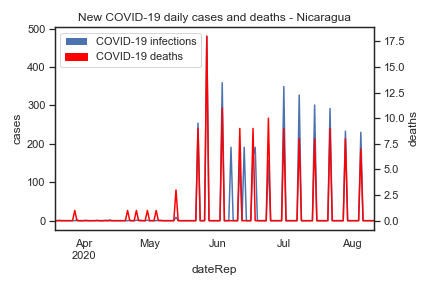 New COVID-19 daily cases and deaths - Nicaragua
COVID-19 infections
COVID-19 deaths
500
400
300
200
100
0
cases
17.5
15.0
12.5
10.0
7.5
5.0
2.5
0.0
deaths
Apr May Jun Jul Aug
2020
dateRep